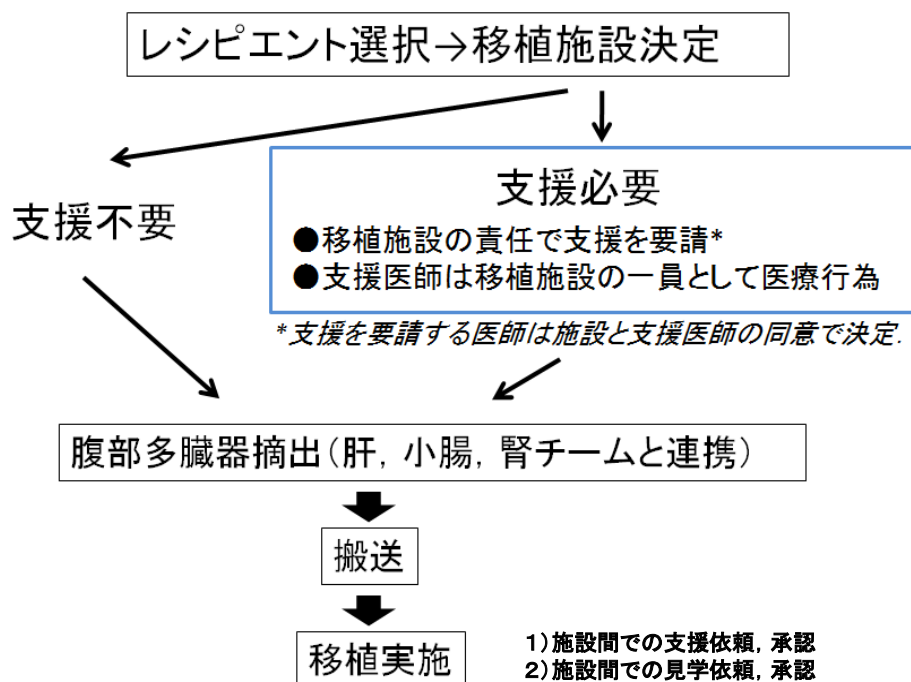 レシピエント選択→移植施設決定
支援不要
支援必要
●移植施設の責任で支援を要請*
●支援医師は移植施設の一員として医療行為
*支援を要請する医師は施設と支援医師の同意で決定.
腹部多臓器摘出(肝, 小腸, 腎チームと連携)
搬送
移植実施
1)施設間での支援依頼, 承認
2)施設間での見学依頼, 承認